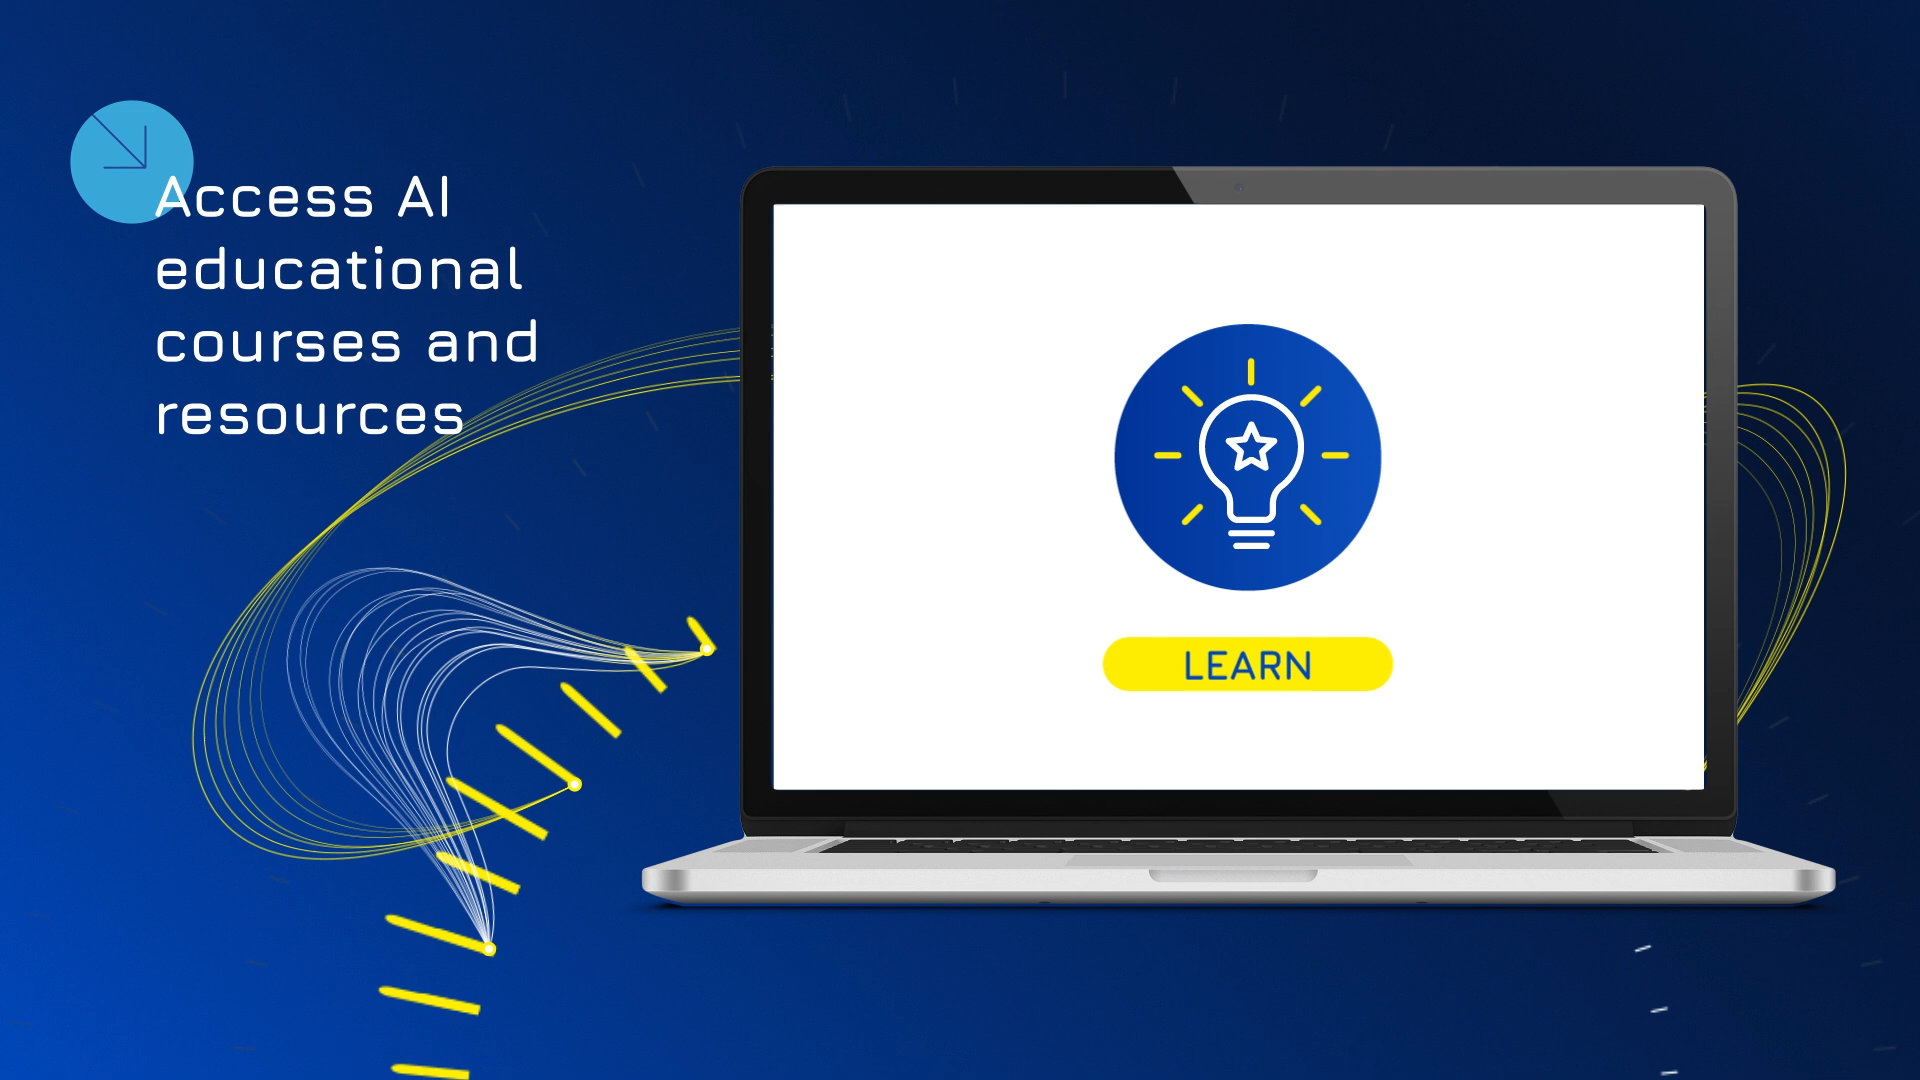 Access AI
educational
courses and
resources
LEARN